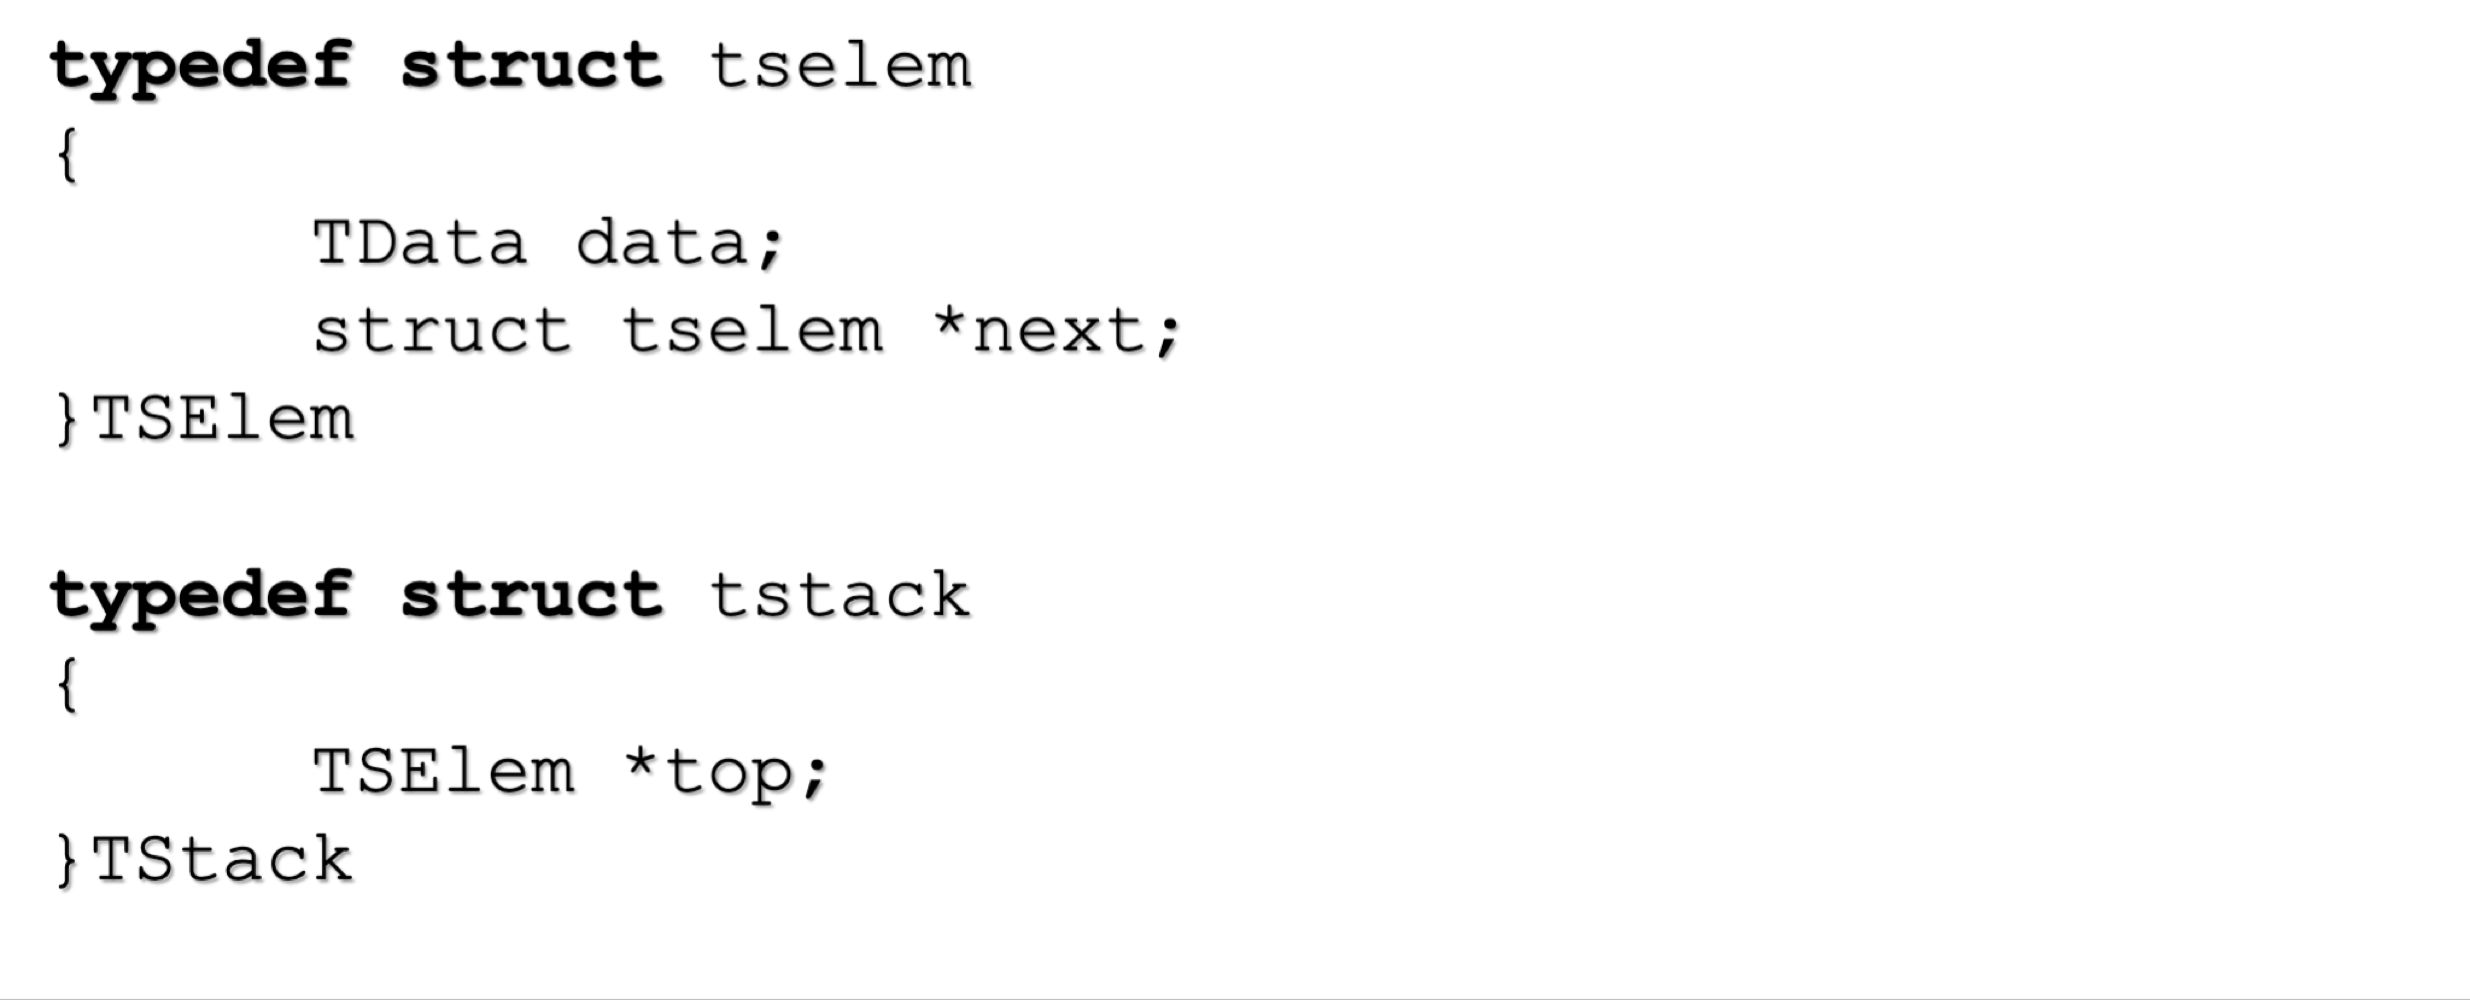 typedef struct tselem
{
TData data;
struct tselem *next;
}TSElem
typedef struct tstack
{
TSElem *top;
}TStack